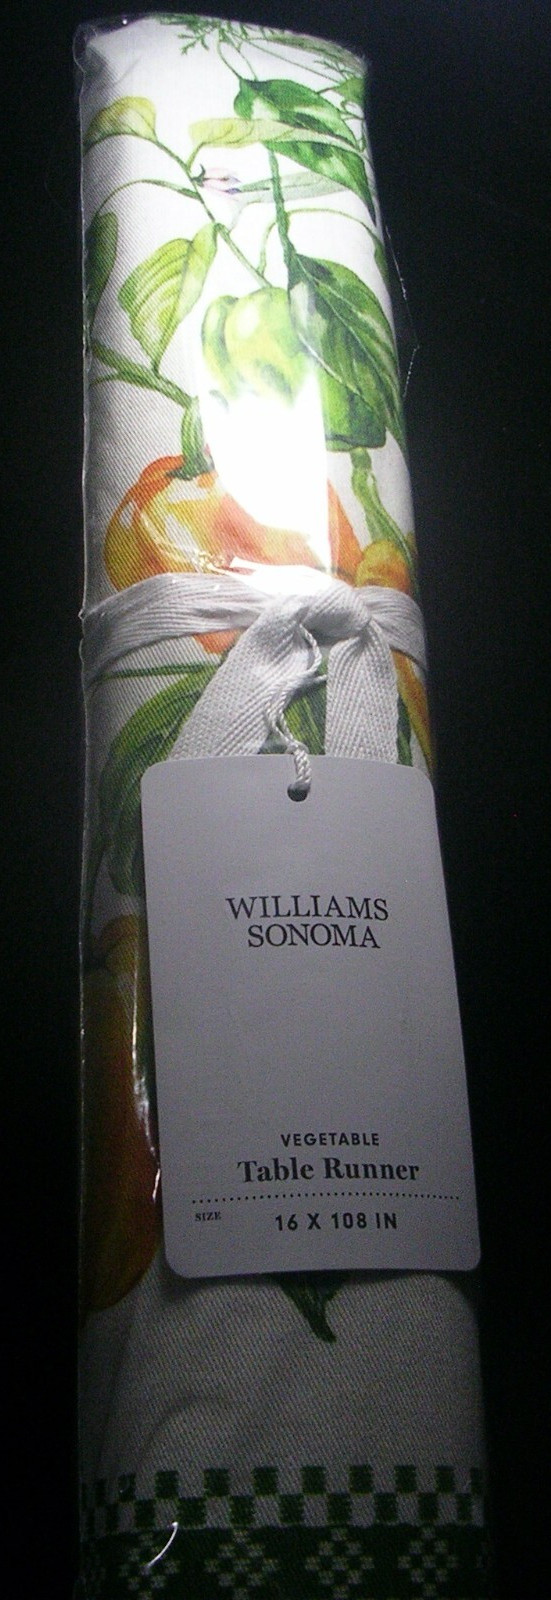 WILLIAMS
SONOMA
VEGETABLE
Table Runner
SIZE 16 X 108 IN